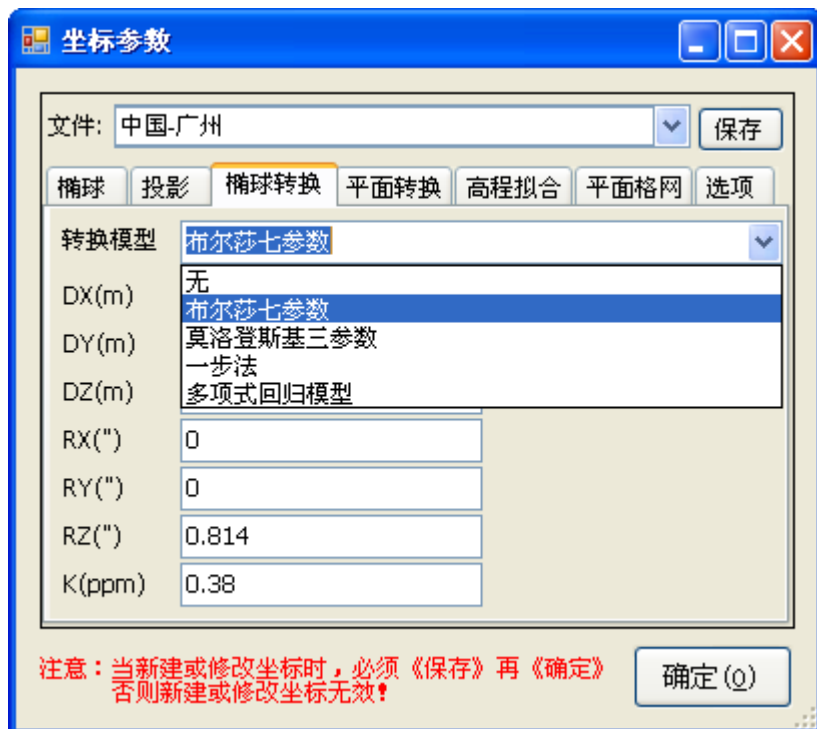 坐标参数
文件: 中国-广州 保存
椭球 投影 椭球转换 平面转换 高程拟合 平面格网 选项
转换模型 布尔莎七参数
无
DX(m) 布尔莎七参数
DY(m) 莫洛登斯基三参数
一步法
DZ(m) 多项式回归模型
RX(") 0
RY(") 0
RZ(") 0.814
K(ppm) 0.38
注意：当新建或修改坐标时，必须《保存》再《确定》
否则新建或修改坐标无效！
确定(O)